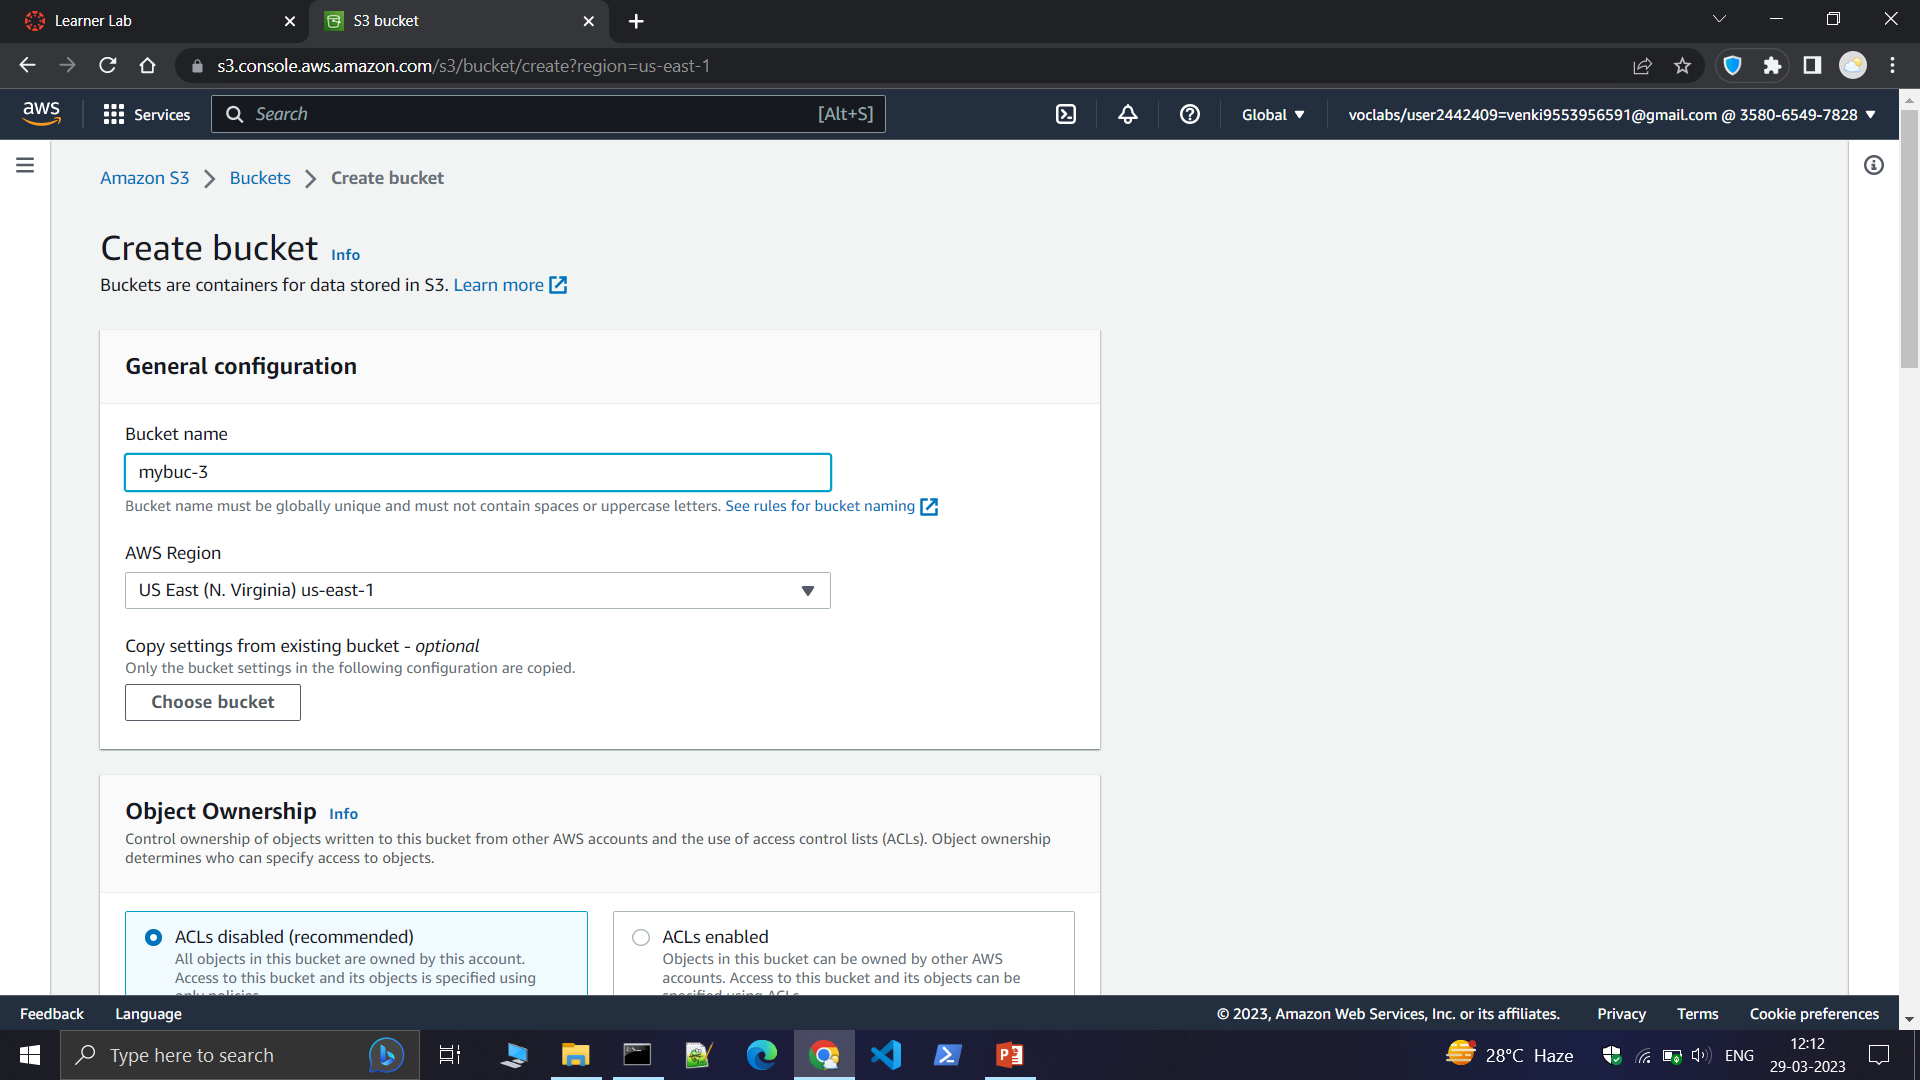 Learner Lab
S3 bucket
s3.console.aws.amazon.com/s3/bucket/create?region=us-east-1
aws
Services
Search
[Alt+S]
Global
voclabs/user2442409=venki9553956591@gmail.com @ 3580-6549-7828
Amazon S3
Buckets
Create bucket
Create bucket Info
Buckets are containers for data stored in S3. Learn more
General configuration
Bucket name
mybuc-3
Bucket name must be globally unique and must not contain spaces or uppercase letters. See rules for bucket naming
AWS Region
US East (N. Virginia) us-east-1
Copy settings from existing bucket - optional
Only the bucket settings in the following configuration are copied.
Choose bucket
Object Ownership Info
Control ownership of objects written to this bucket from other AWS accounts and the use of access control lists (ACLs). Object ownership
determines who can specify access to objects.
ACLs disabled (recommended)
All objects in this bucket are owned by this account.
Access to this bucket and its objects is specified using
only policies.
ACLs enabled
Objects in this bucket can be owned by other AWS
accounts. Access to this bucket and its objects can be
specified using ACLs.
Feedback
Language
© 2023, Amazon Web Services, Inc. or its affiliates.
Privacy
Terms
Cookie preferences
Type here to search
28°C Haze
ENG
12:12
29-03-2023